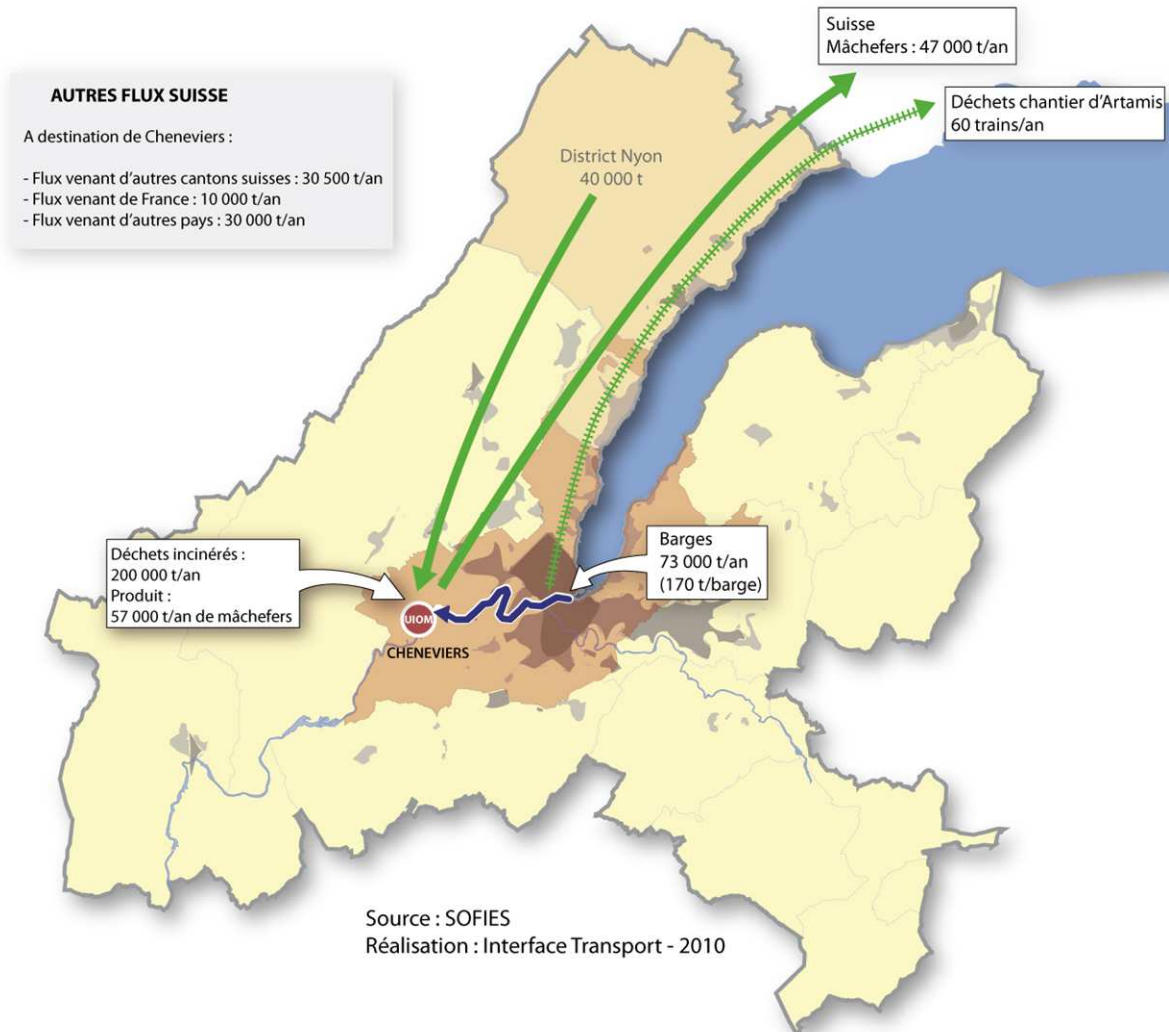 Suisse
Mâchefers : 47 000 t/an
AUTRES FLUX SUISSE
A destination de Cheneviers :
- Flux venant d'autres cantons suisses : 30 500 t/an
- Flux venant de France : 10 000 t/an
- Flux venant d'autres pays : 30 000 t/an
Déchets chantier d'Artamis
60 trains/an
District Nyon
40 000 t
Déchets incinérés :
200 000 t/an
Produit :
57 000 t/an de mâchefers
Barges
73 000 t/an
(170 t/barge)
UIOM
CHENEVIERS
Source : SOFIES
Réalisation : Interface Transport - 2010